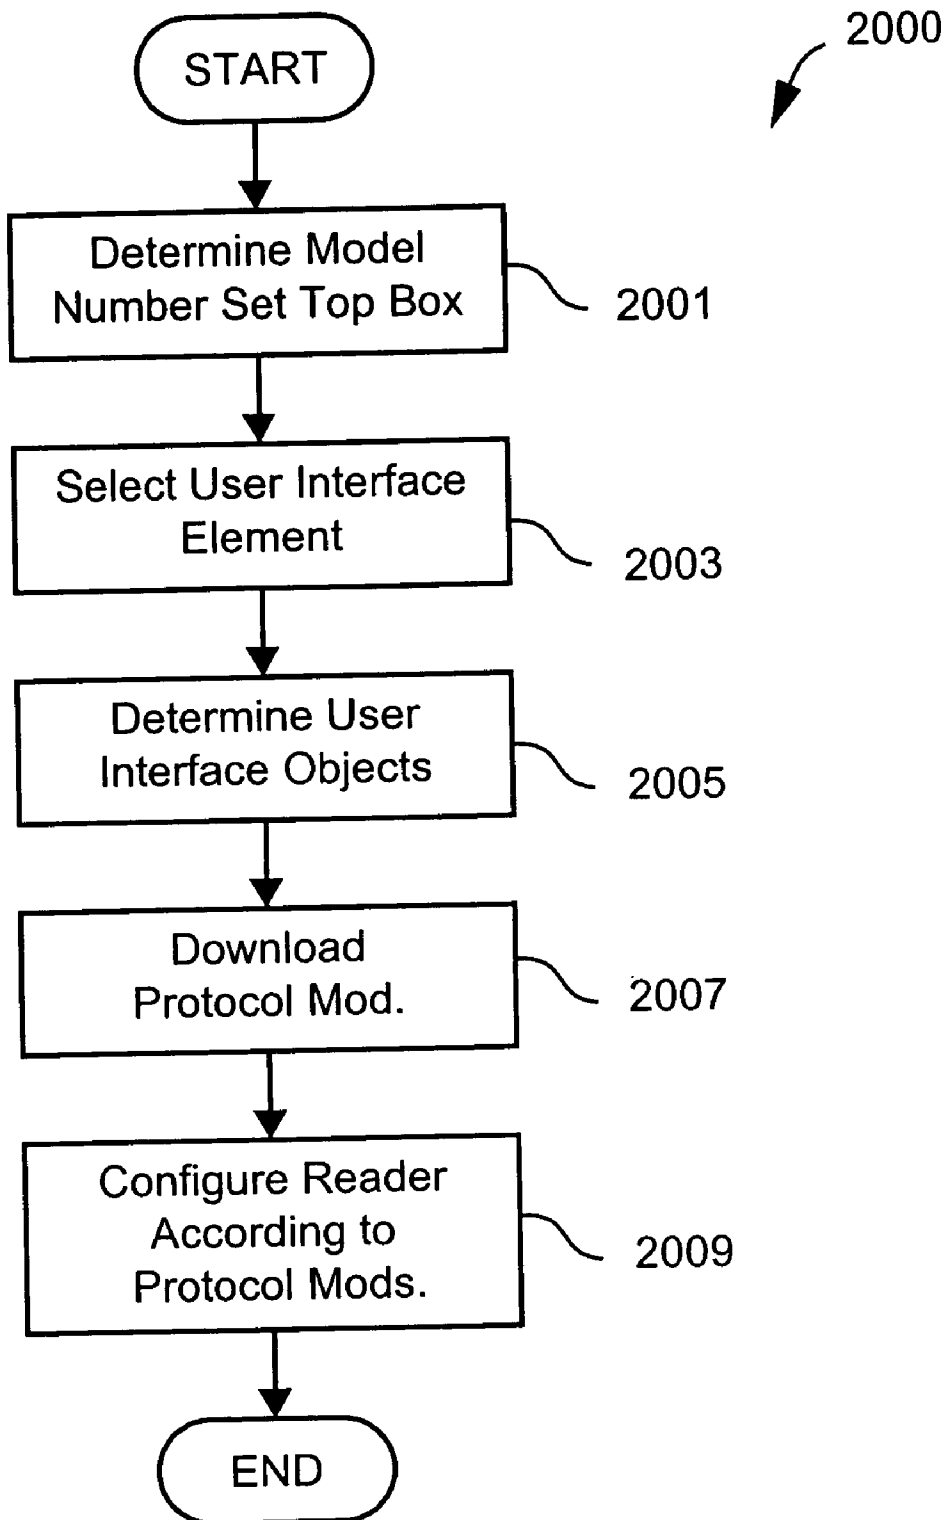 2000
START
Determine Model
Number Set Top Box
2001
Select User Interface
Element
2003
Determine User
Interface Objects
2005
Download
Protocol Mod.
2007
Configure Reader
According to
Protocol Mods.
2009
END